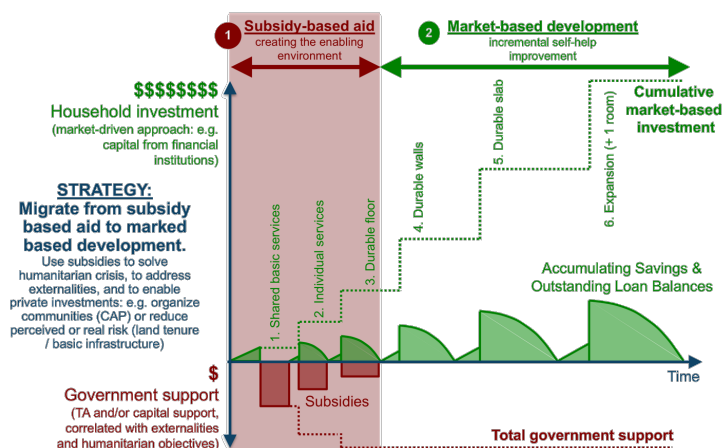 1
Subsidy-based aid
creating the enabling
environment
2
Market-based development
incremental self-help
improvement
$$$$$$$$
Household investment
(market-driven approach: e.g.
capital from financial
institutions)
STRATEGY:
Migrate from subsidy
based aid to marked
based development.
Use subsidies to solve
humanitarian crisis, to address
externalities, and to enable
private investments: e.g. organize
communities (CAP) or reduce
perceived or real risk (land tenure
/ basic infrastructure)
$
Government support
(TA and/or capital support,
correlated with externalities
and humanitarian objectives)
1. Shared basic services
2. Individual services
3. Durable floor
4. Durable walls
5. Durable slab
6. Expansion (+ 1 room)
Cumulative
market-based
investment
Accumulating Savings &
Outstanding Loan Balances
Time
Subsidies
Total government support